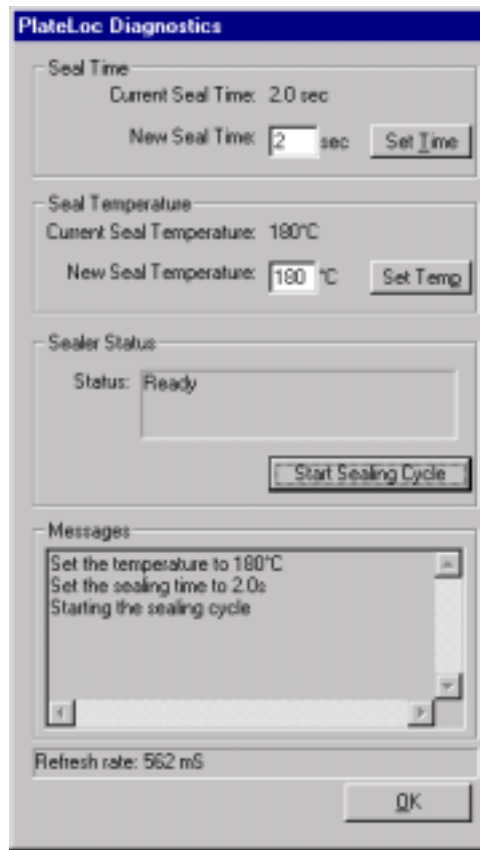 PlateLoc Diagnostics
Seal Time
Current Seal Time: 2.0 sec
New Seal Time: 2 sec Set Time
Seal Temperature
Current Seal Temperature: 180°C
New Seal Temperature: 180 °C Set Temp
Sealer Status
Status: Ready
Start Sealing Cycle
Messages
Set the temperature to 180°C
Set the sealing time to 2.0s
Starting the sealing cycle
Refresh rate: 562 mS
OK